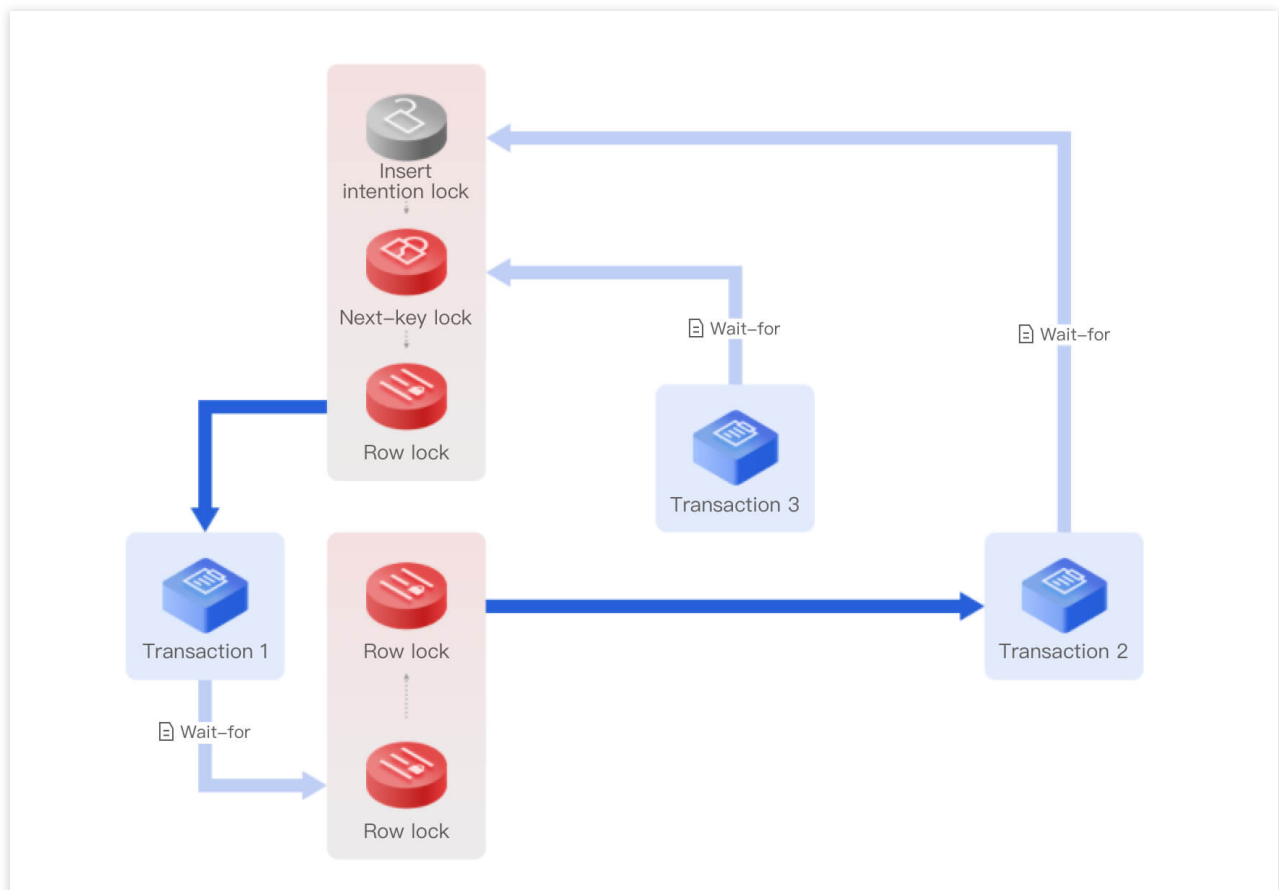 Insert
intention lock
Next-key lock
Wait-for
Wait-for
Row lock
Transaction 3
Transaction 1
Row lock
Transaction 2
Wait-for
Row lock